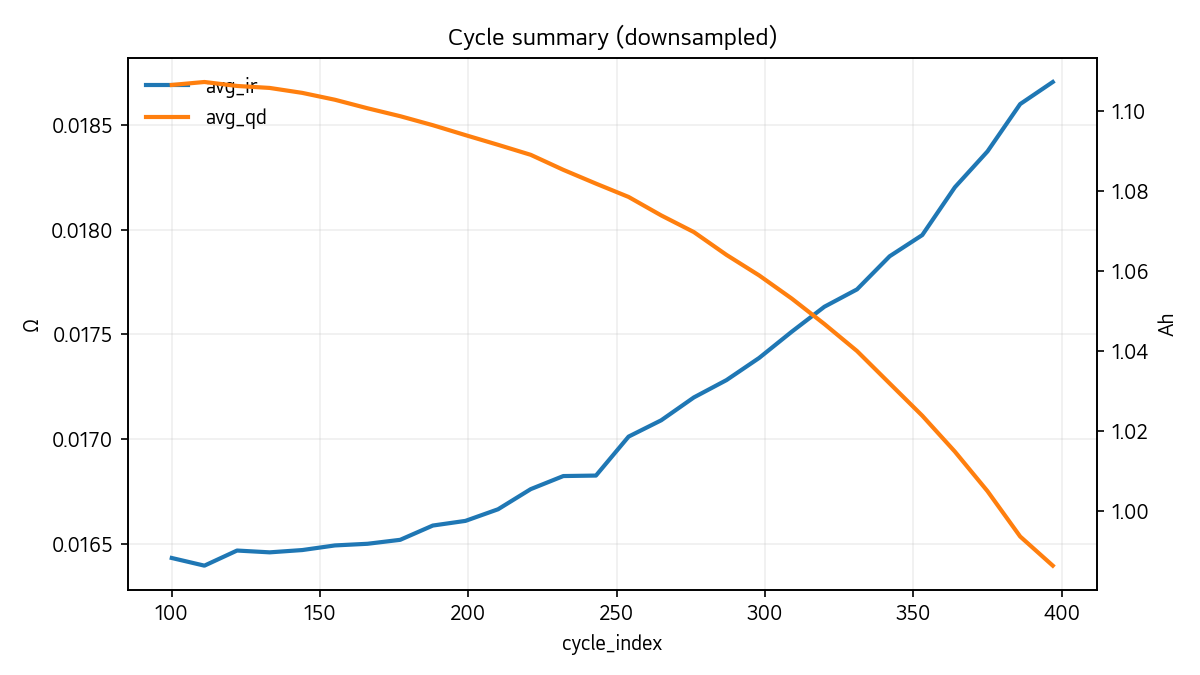 Cycle summary (downsampled)
avg_ir
avg_qd
0.0185
0.0180
0.0175
0.0170
0.0165
Ω
1.10
1.08
1.06
1.04
1.02
1.00
Ah
100 150 200 250 300 350 400
cycle_index